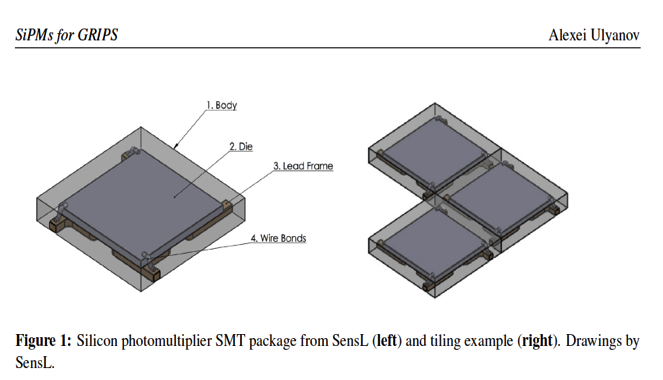 SiPMs for GRIPS
Alexei Ulyanov
1. Body
2. Die
3. Lead Frame
4. Wire Bonds
Figure 1: Silicon photomultiplier SMT package from SensL (left) and tiling example (right). Drawings by
SensL.